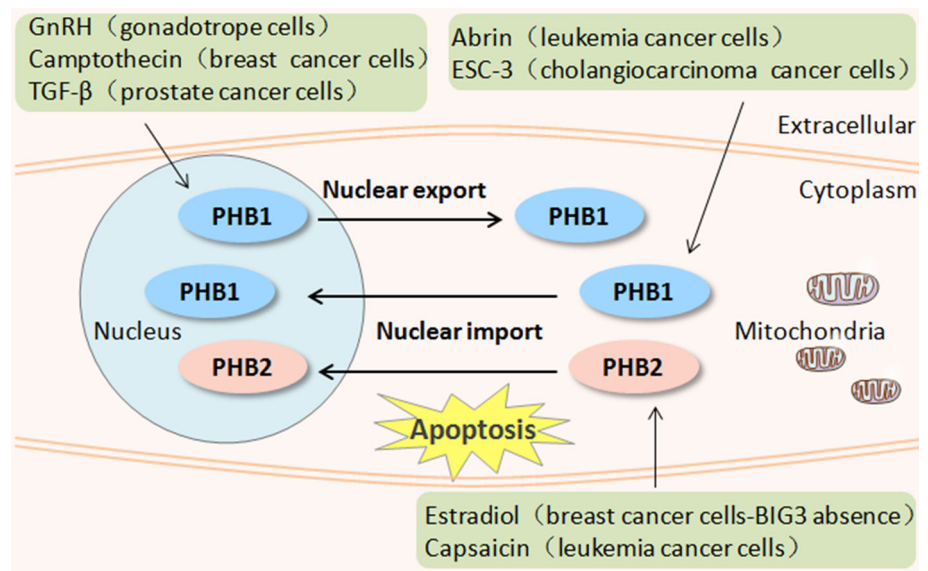 GnRH（gonadotrope cells）
Camptothecin（breast cancer cells）
TGF-β（prostate cancer cells）
Abrin（leukemia cancer cells）
ESC-3（cholangiocarcinoma cancer cells）
Extracellular
Cytoplasm
PHB1
Nuclear export
PHB1
PHB1
PHB1
Nucleus
Nuclear import
Mitochondria
PHB2
PHB2
Apoptosis
Estradiol（breast cancer cells-BIG3 absence）
Capsaicin（leukemia cancer cells）